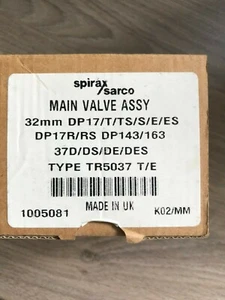 spirax
sarco
MAIN VALVE ASSY
32mm DP17/T/TS/S/E/ES
DP17R/RS DP143/163
37D/DS/DE/DES
TYPE TR5037 T/E
1005081 MADE IN UK K02/MM